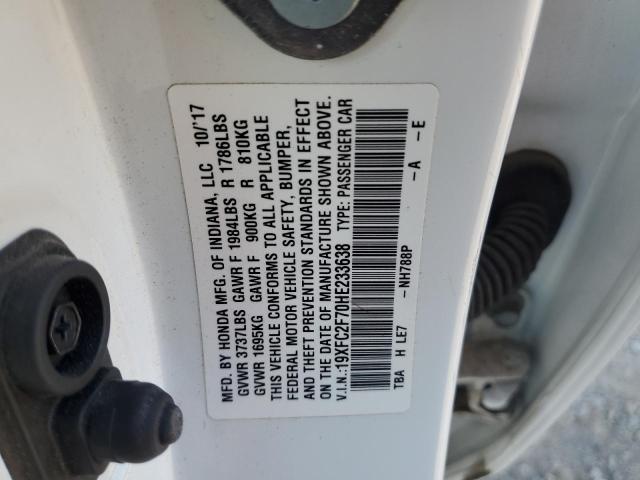 MFD. BY HONDA MFG. OF INDIANA, LLC 10/'17
GVWR 3737LBS GAWR F 1984LBS R 1786LBS
GVWR 1695KG GAWR F 900KG R 810KG
THIS VEHICLE CONFORMS TO ALL APPLICABLE
FEDERAL MOTOR VEHICLE SAFETY, BUMPER,
AND THEFT PREVENTION STANDARDS IN EFFECT
ON THE DATE OF MANUFACTURE SHOWN ABOVE.
V.I.N.:19XFC2F70HE233638 TYPE: PASSENGER CAR
TBA H LE7 -NH788P -A -E